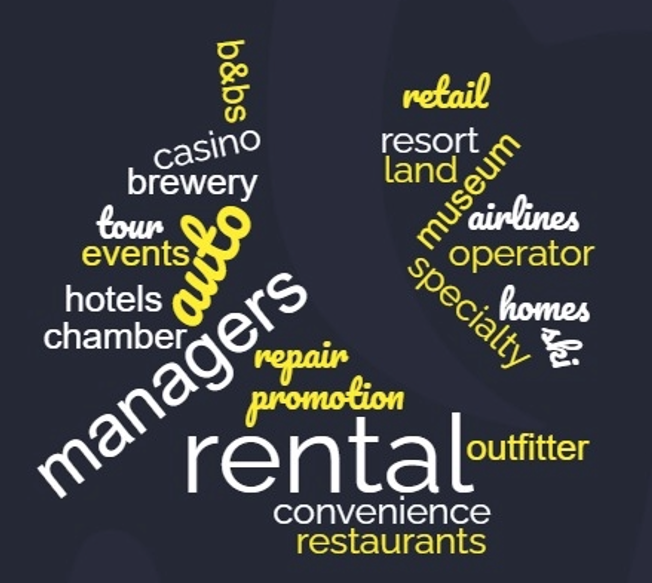 b&bs
retail
casino
resort
brewery
land
museum
tour
auto
airlines
events
operator
hotels
specialty
homes
chamber
ski
managers
repair
promotion
rental
outfitter
convenience
restaurants